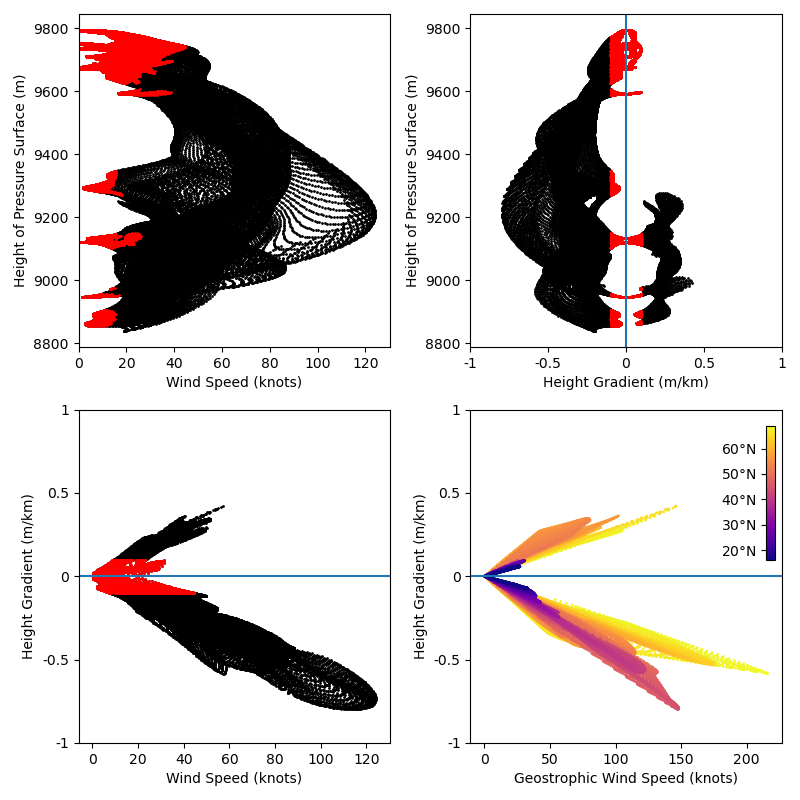 9800
9600
9400
9200
9000
8800
Height of Pressure Surface (m)
0 20 40 60 80 100 120
Wind Speed (knots)
9800
9600
9400
9200
9000
8800
Height of Pressure Surface (m)
-1 -0.5 0 0.5 1
Height Gradient (m/km)
1
0.5
0
-0.5
-1
Height Gradient (m/km)
0 20 40 60 80 100 120
Wind Speed (knots)
1
0.5
0
-0.5
-1
Height Gradient (m/km)
60°N
50°N
40°N
30°N
20°N
0 50 100 150 200
Geostrophic Wind Speed (knots)